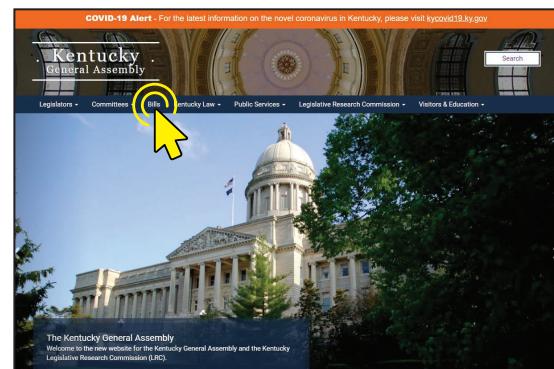 COVID-19 Alert - For the latest information on the novel coronavirus in Kentucky, please visit kycovid19.ky.gov
Kentucky
General Assembly
Search
Legislators Committees Bills Kentucky Law Public Services Legislative Research Commission Visitors & Education
The Kentucky General Assembly
Welcome to the new website for the Kentucky General Assembly and the Kentucky
Legislative Research Commission (LRC).